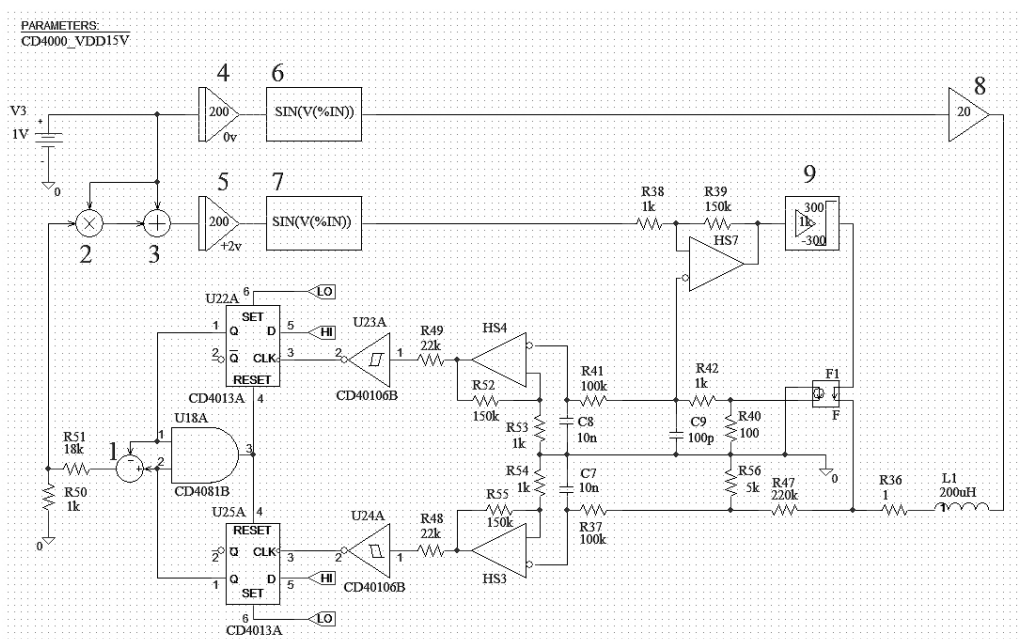 PARAMETERS:
CD4000_VDD15V
4
6
8
V3
1V
+
-
0
200
0v
SIN(V(%IN))
20
5
7
9
200
+2v
SIN(V(%IN))
2
3
R38
1k
R39
150k
300
1k
-300
HS7
U22A
6
LO
SET
1
Q
D
5
HI
2
Q
CLK
3
RESET
CD4013A
4
U23A
2
1
CD40106B
R49
22k
HS4
R52
150k
R53
1k
R41
100k
C8
10n
R42
1k
C9
100p
R40
100
F1
F
U18A
1
2
3
CD4081B
R51
18k
1
-
+
R50
1k
0
R54
1k
C7
10n
R56
5k
0
R47
220k
R36
1
L1
200uH
1
U25A
4
RESET
2
Q
CLK
3
1
Q
D
5
HI
SET
6
LO
CD4013A
U24A
2
1
CD40106B
R48
22k
R55
150k
HS3
R37
100k